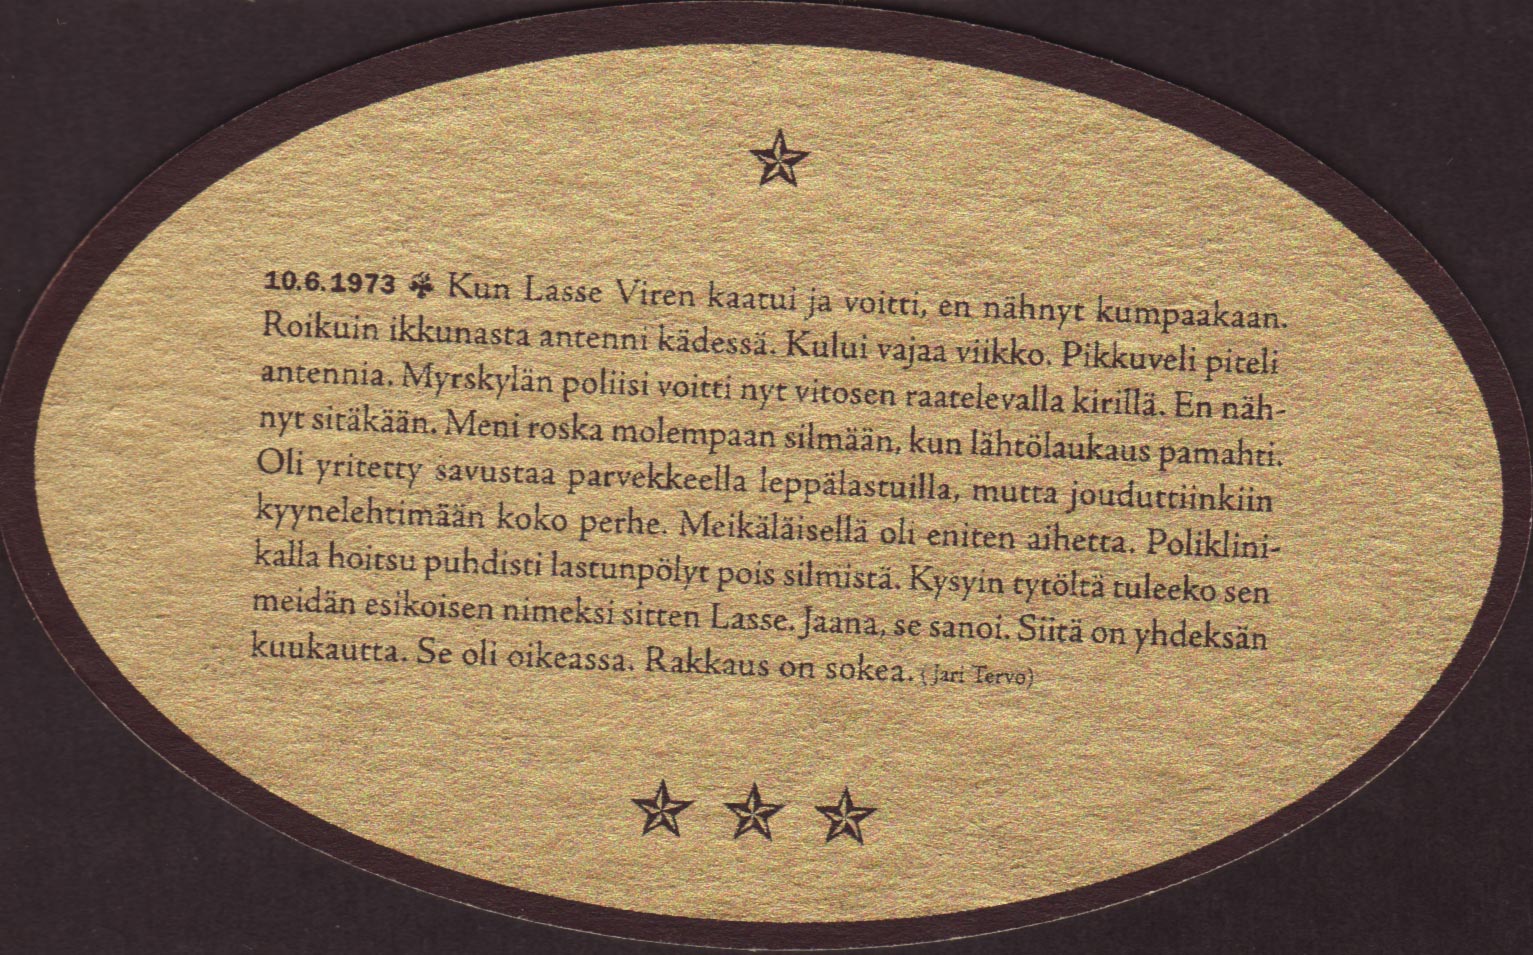 10.6.1973 ✤ Kun Lasse Viren kaatui ja voitti, en nähnyt kumpaakaan.
Roikuin ikkunasta antenni kädessä. Kului vajaa viikko. Pikkuveli piteli
antennia. Myrskylän poliisi voitti nyt vitosen raatelevalla kirillä. En näh-
nyt sitäkään. Meni roska molempaan silmään, kun lähtölaukaus pamahti.
Oli yritetty savustaa parvekkeella leppälastuilla, mutta jouduttiinkiin
kyynelehtimään koko perhe. Meikäläisellä oli eniten aihetta. Poliklini-
kalla hoitsu puhdisti lastunpölyt pois silmistä. Kysyin tytöltä tuleeko sen
meidän esikoisen nimeksi sitten Lasse. Jaana, se sanoi. Siitä on yhdeksän
kuukautta. Se oli oikeassa. Rakkaus on sokea. (Jari Tervo)